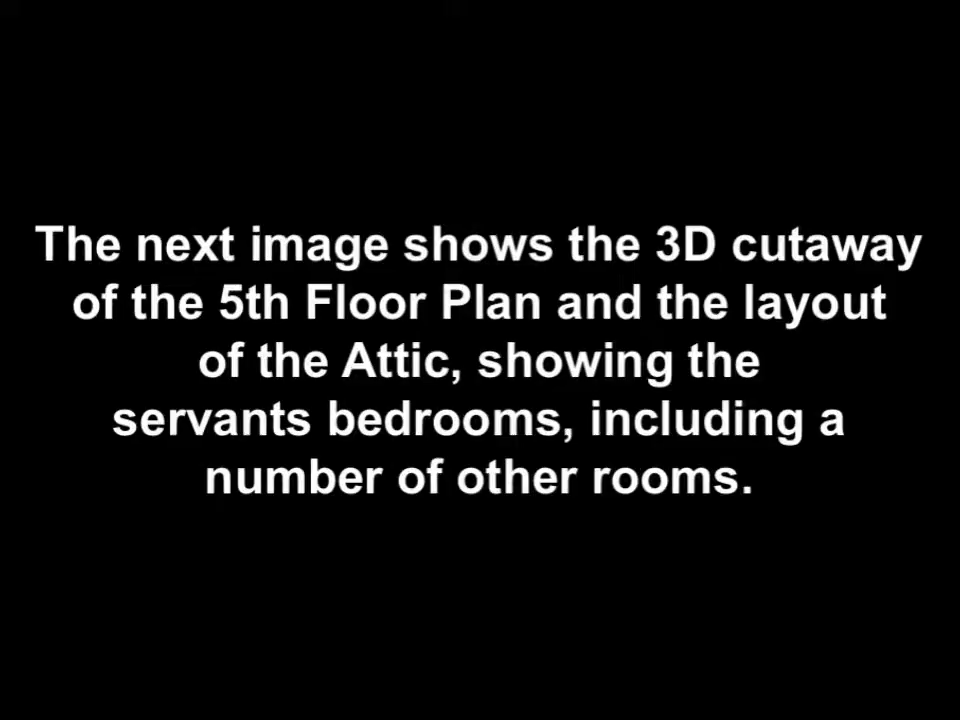 The next image shows the 3D cutaway
of the 5th Floor Plan and the layout
of the Attic, showing the
servants bedrooms, including a
number of other rooms.